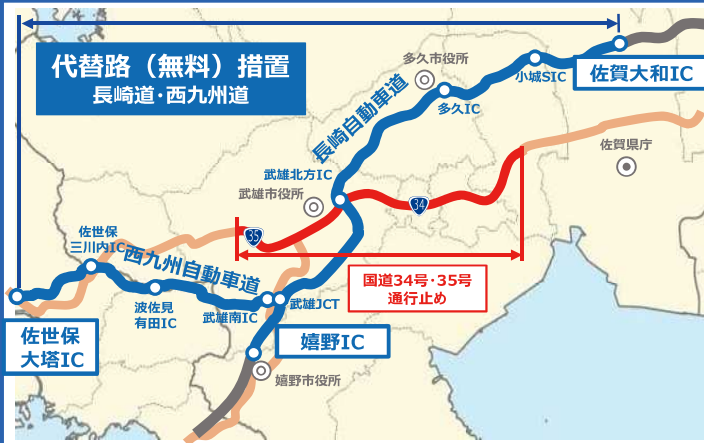 代替路（無料）措置
長崎道・西九州道
多久市役所
小城SIC
佐賀大和IC
多久IC
長崎自動車道
佐賀県庁
武雄北方IC
武雄市役所
34
35
佐世保
三川内IC
西九州自動車道
国道34号・35号
通行止め
波佐見
有田IC
武雄南IC
武雄JCT
佐世保
大塔IC
嬉野IC
嬉野市役所